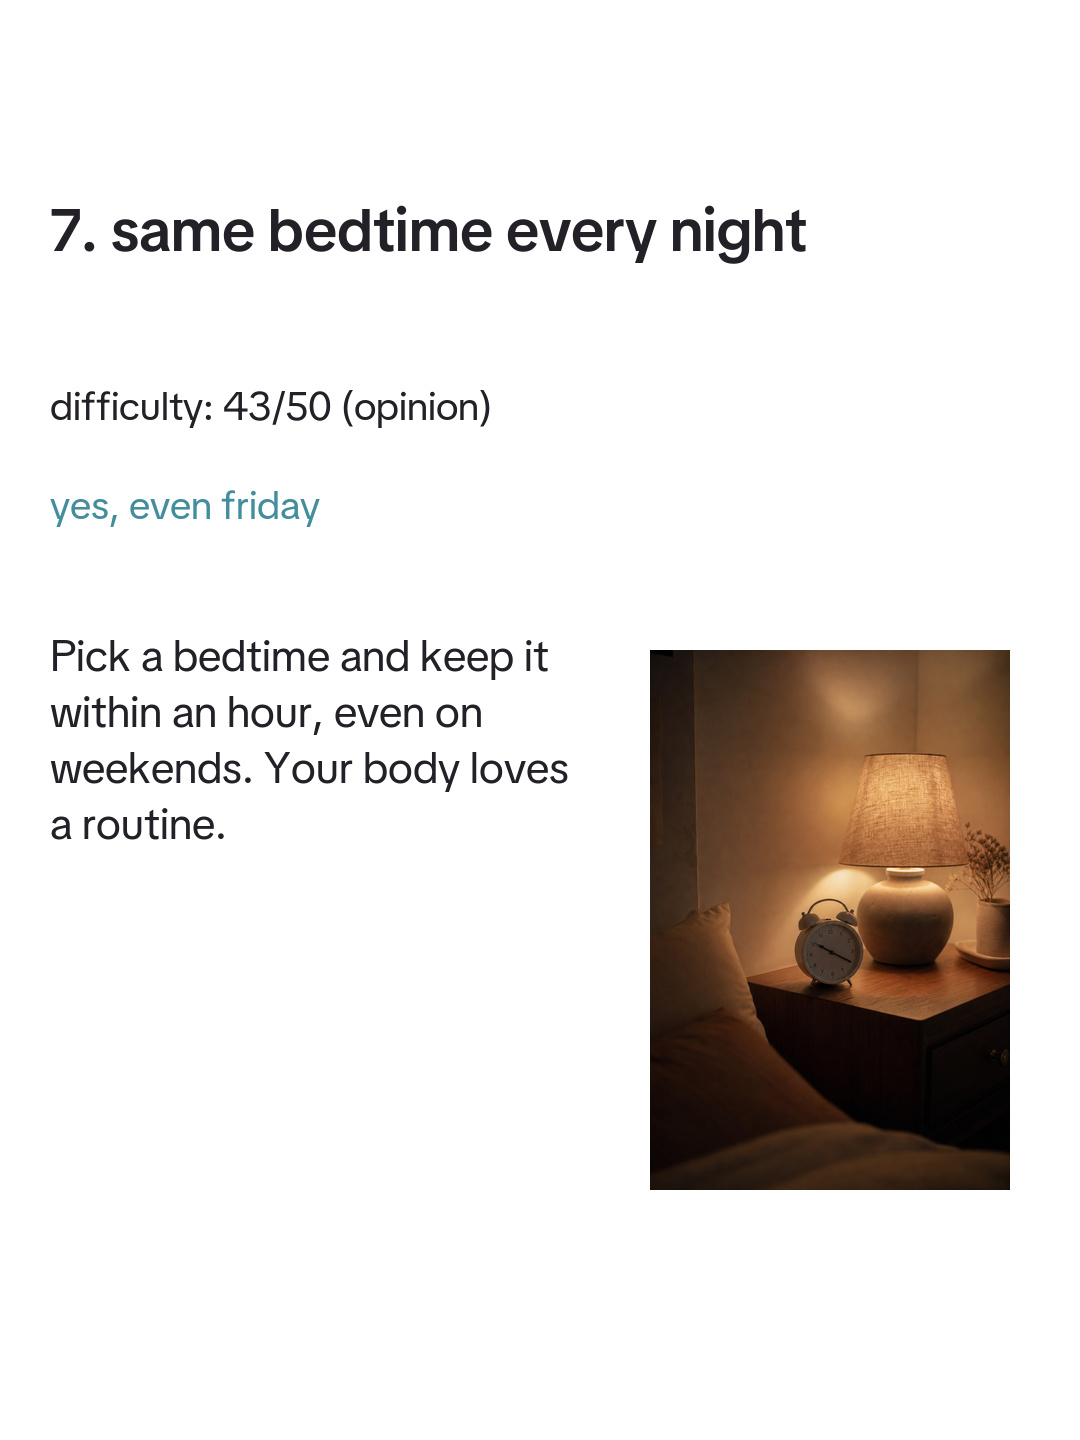 7. same bedtime every night
difficulty: 43/50 (opinion)
yes, even friday
Pick a bedtime and keep it
within an hour, even on
weekends. Your body loves
a routine.